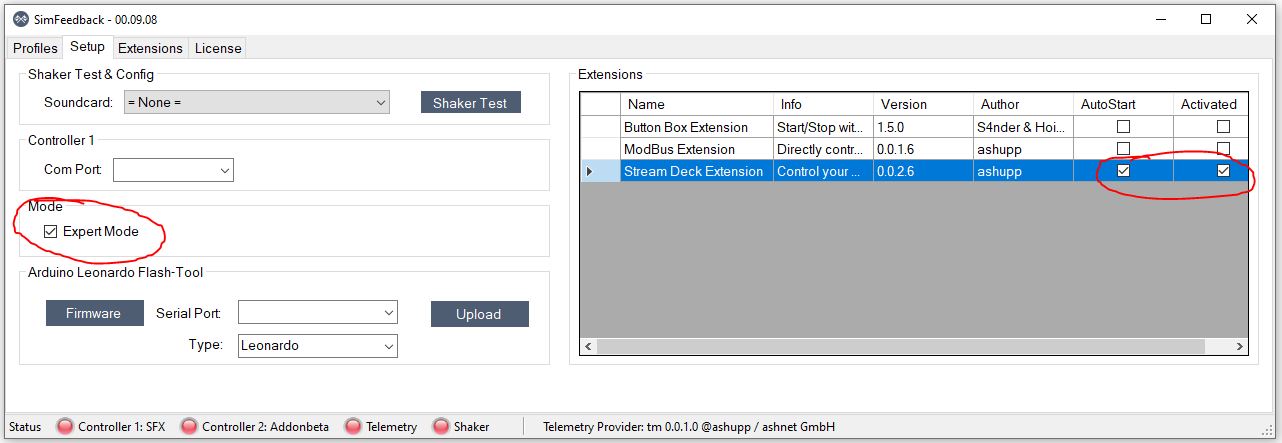 SimFeedback - 00.09.08
Profiles Setup Extensions License
Shaker Test & Config
Soundcard: = None = Shaker Test
Controller 1
Com Port:
Mode
Expert Mode
Arduino Leonardo Flash-Tool
Firmware Serial Port: Upload
Type: Leonardo
Extensions
Name Info Version Author AutoStart Activated
Button Box Extension Start/Stop wit... 1.5.0 S4nder & Hoi...
ModBus Extension Directly contr... 0.0.1.6 ashupp
Stream Deck Extension Control your ... 0.0.2.6 ashupp
Status Controller 1: SFX Controller 2: Addonbeta Telemetry Shaker Telemetry Provider: tm 0.0.1.0 @ashupp / ashnet GmbH